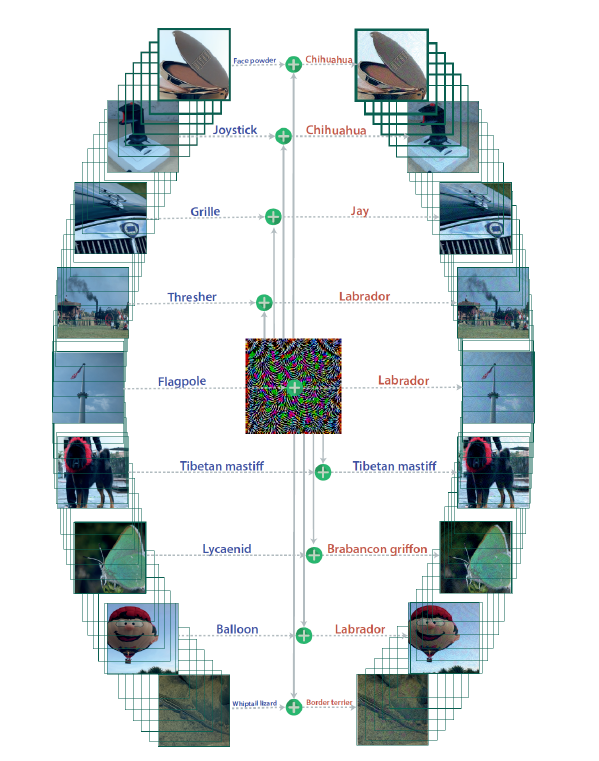 Face powder Chihuahua
Joystick Chihuahua
Grille Jay
Thresher Labrador
Flagpole Labrador
Tibetan mastiff Tibetan mastiff
Lycaenid Brabancon griffon
Balloon Labrador
Whiptail lizard Border terrier